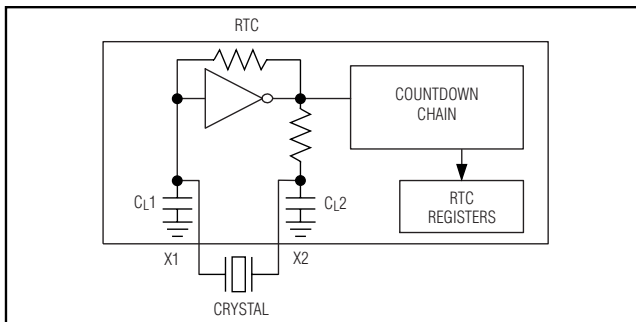 RTC
COUNTDOWN
CHAIN
RTC
REGISTERS
CL1
CL2
X1
X2
CRYSTAL